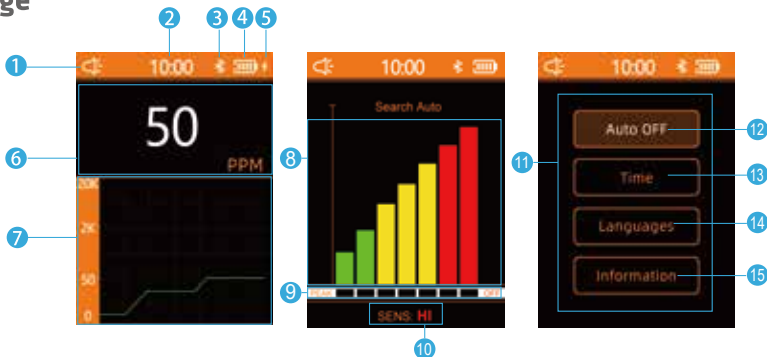 ge
2 3 4 5
1 10:00
50
6 PPM
20K
7 2K
50
0
10:00
Search Auto
8
9 PEAK OFF
SENS: HI
10
10:00
11
Auto OFF 12
Time 13
Languages 14
Information 15